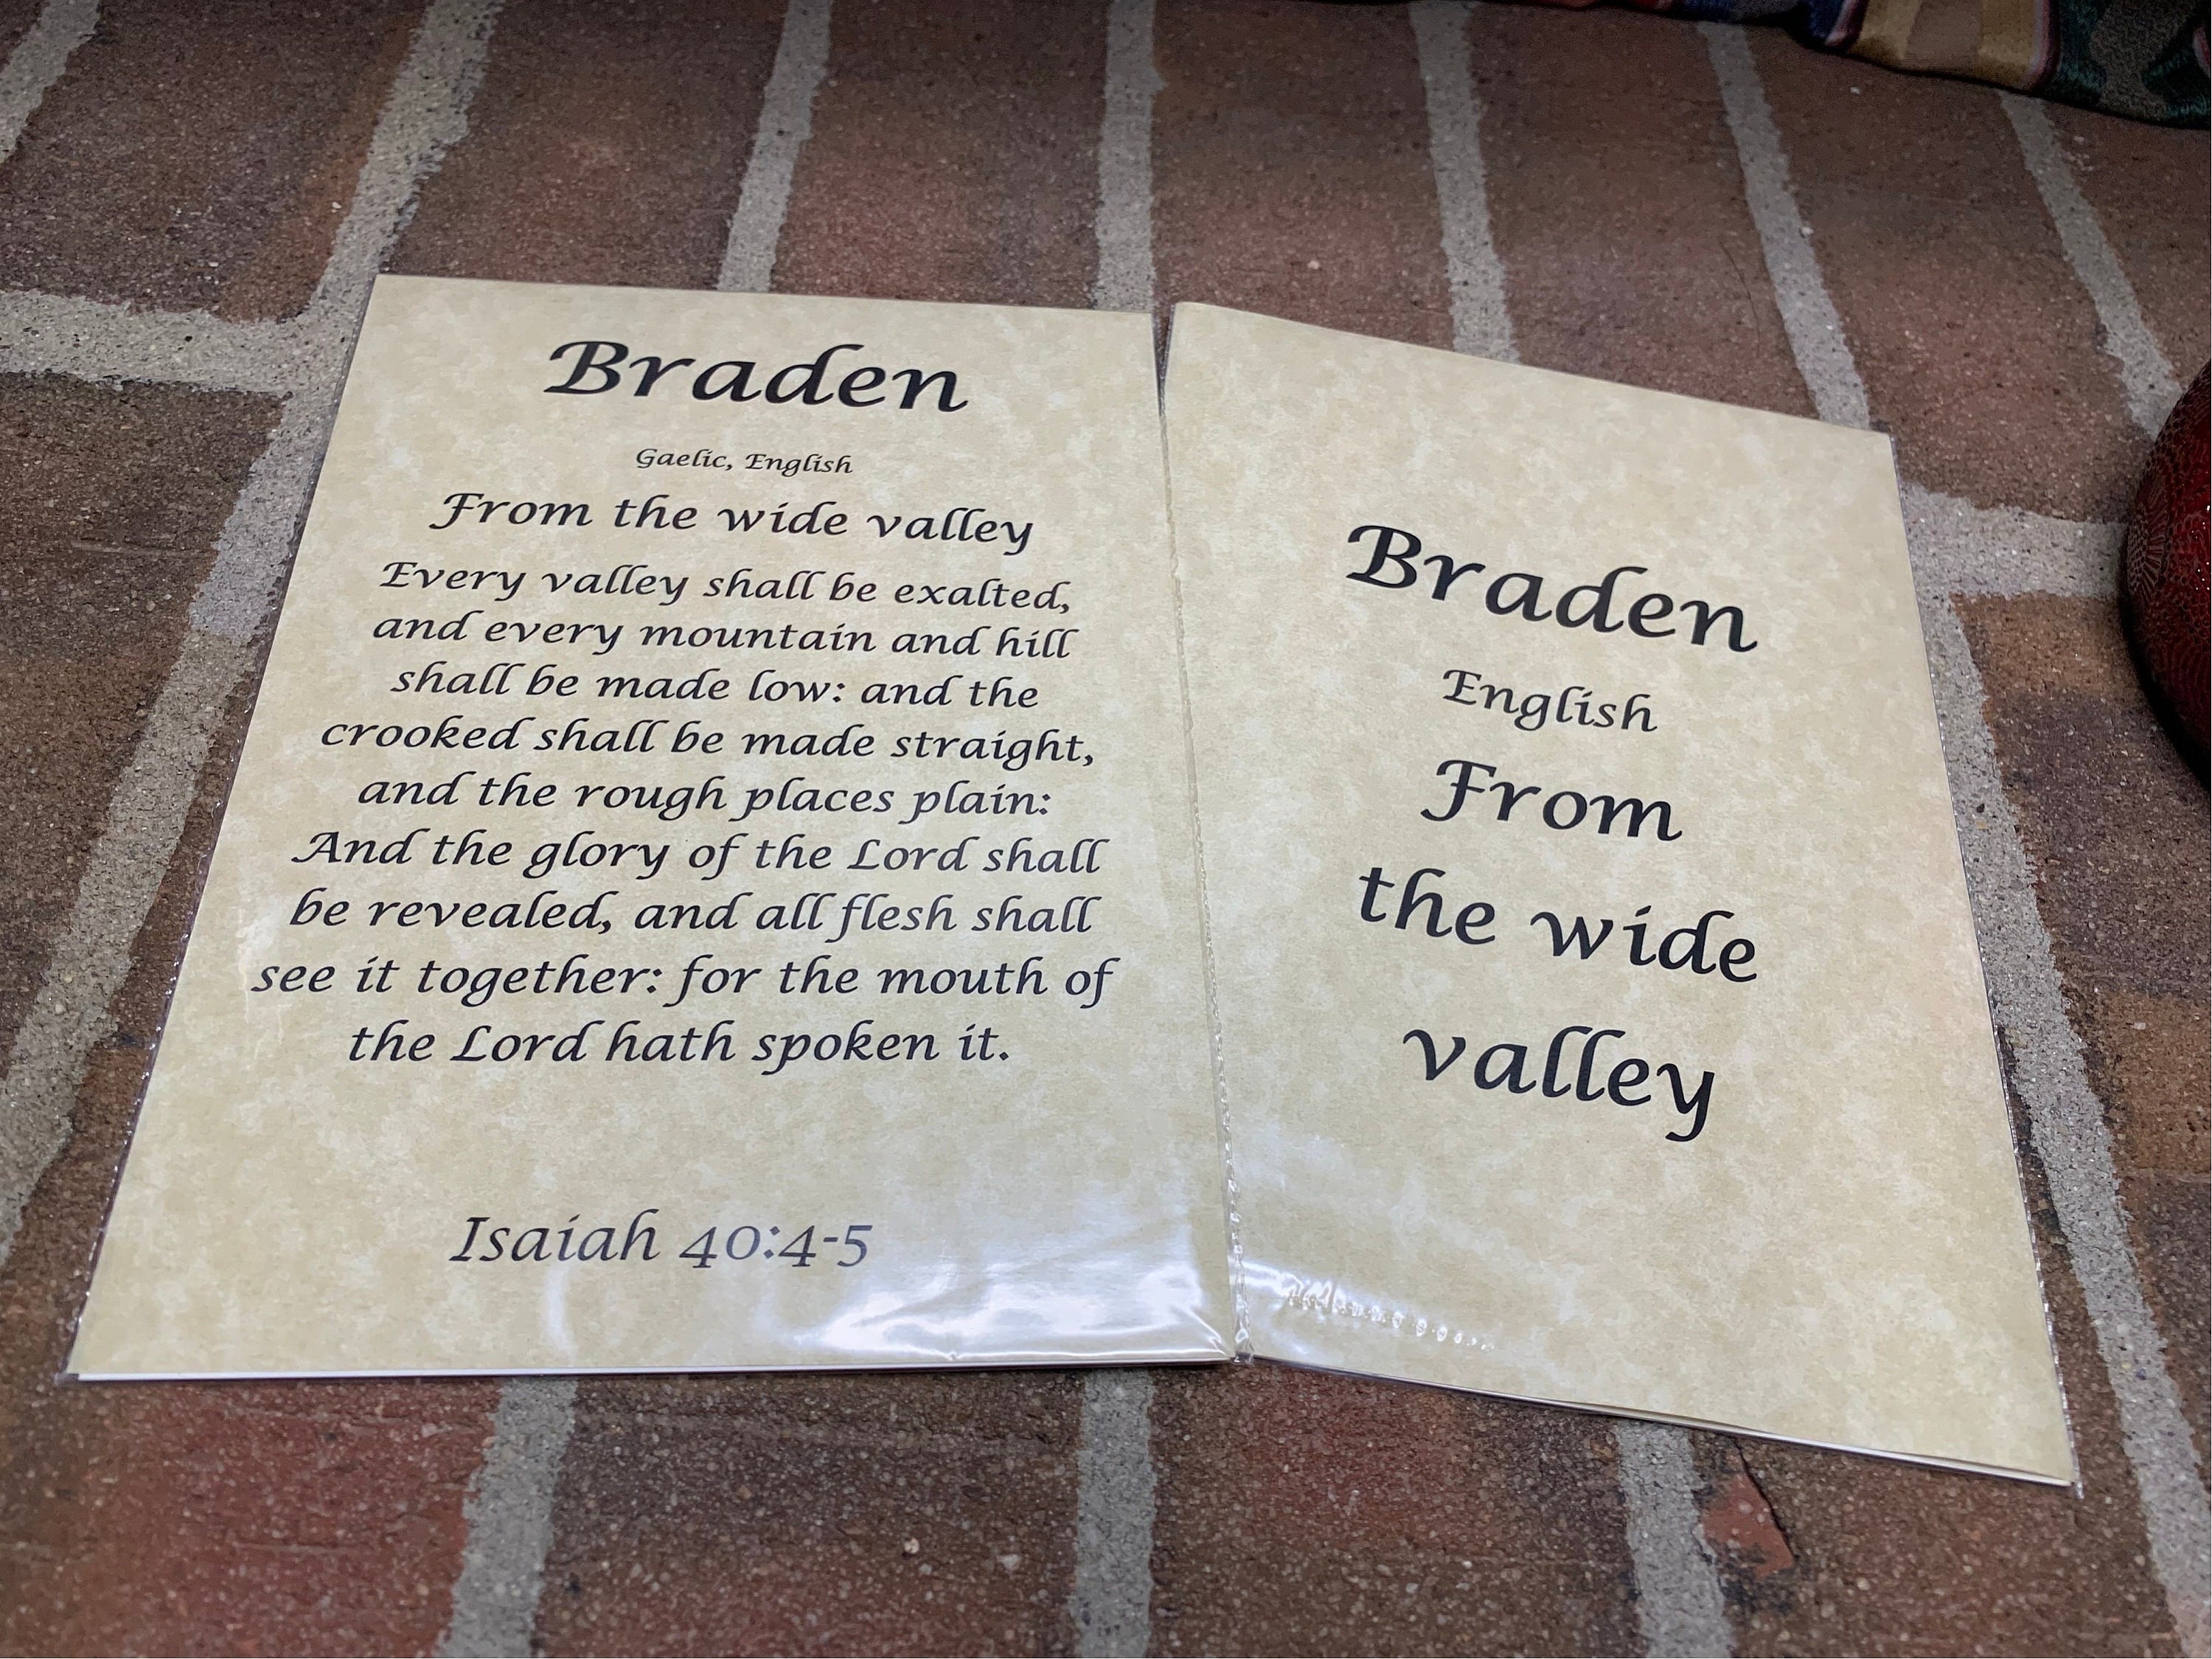 Braden
Gaelic, English
From the wide valley
Every valley shall be exalted,
and every mountain and hill
shall be made low: and the
crooked shall be made straight,
and the rough places plain:
And the glory of the Lord shall
be revealed, and all flesh shall
see it together: for the mouth of
the Lord hath spoken it.
Isaiah 40:4-5
Braden
English
From
the wide
valley